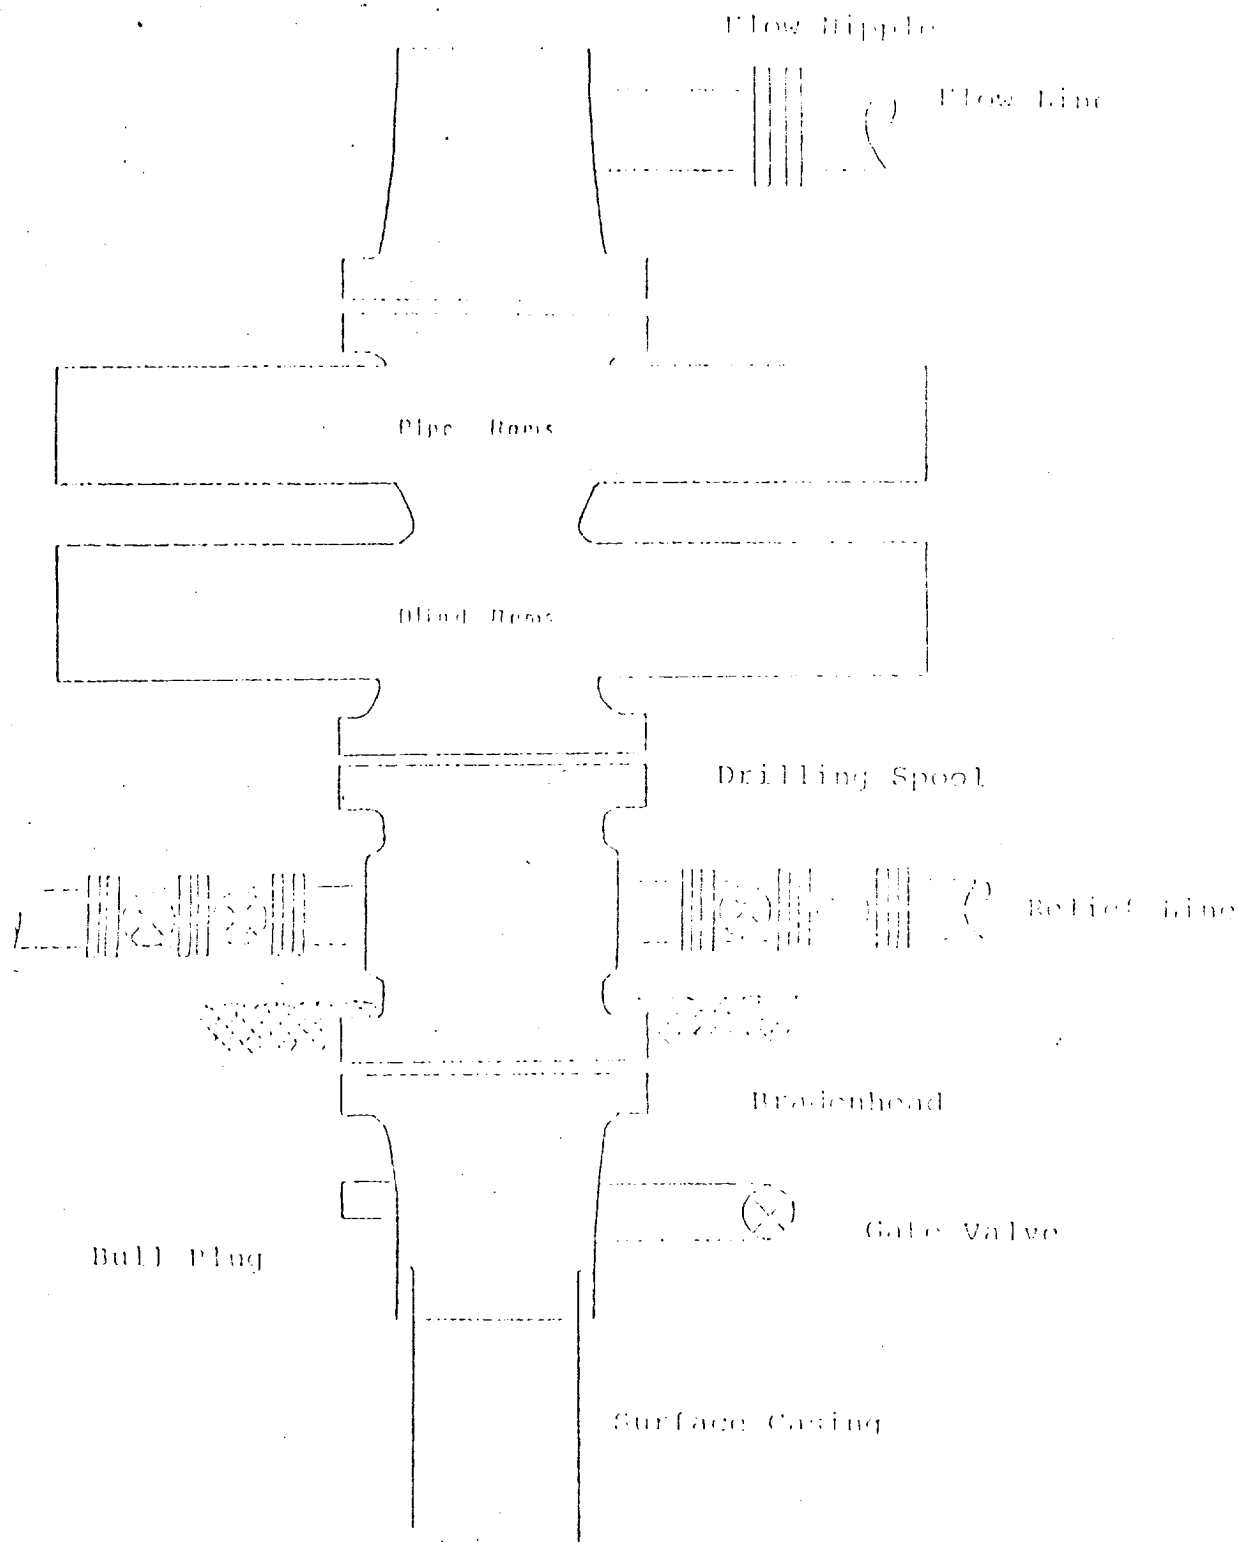 Flow Nipple
Flow Line
Pipe Rams
Blind Rams
Drilling Spool
Relief Line
Bradenhead
Gate Valve
Bull Plug
Surface Casing